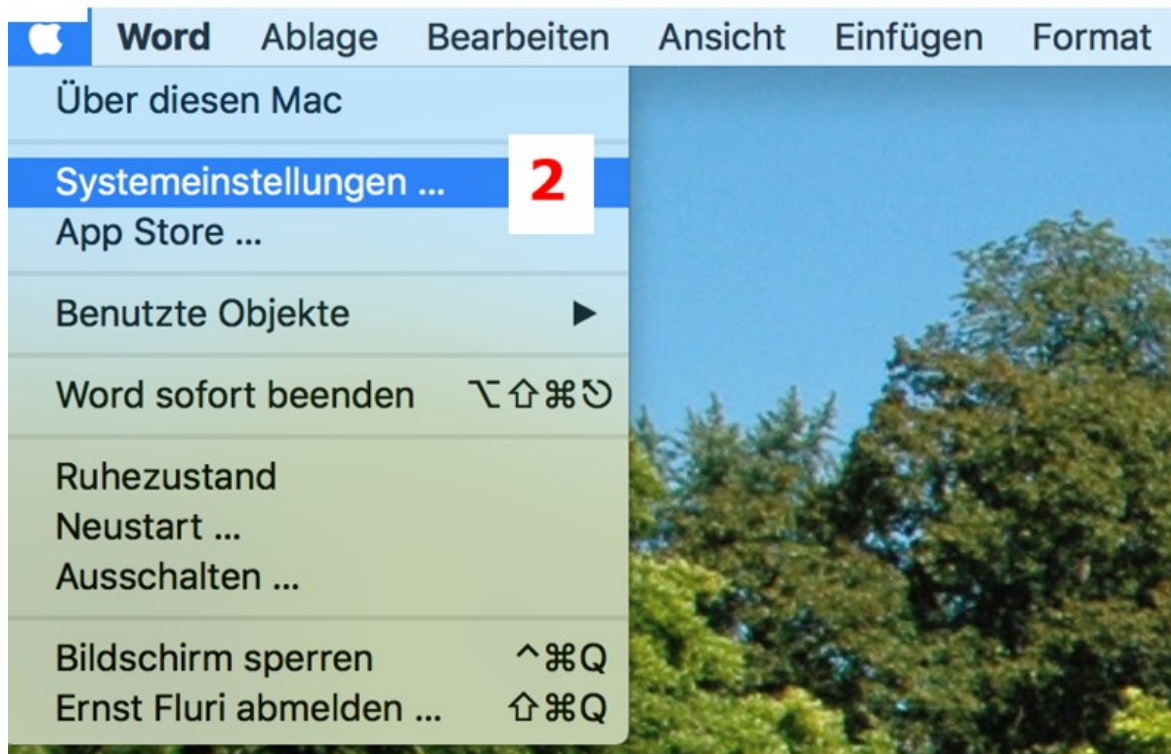 Word Ablage Bearbeiten Ansicht Einfügen Format
Über diesen Mac
Systemeinstellungen ... 2
App Store ...
Benutzte Objekte ▶
Word sofort beenden ⌥⇧⌘⎋
Ruhezustand
Neustart ...
Ausschalten ...
Bildschirm sperren ^⌘Q
Ernst Fluri abmelden ... ⇧⌘Q